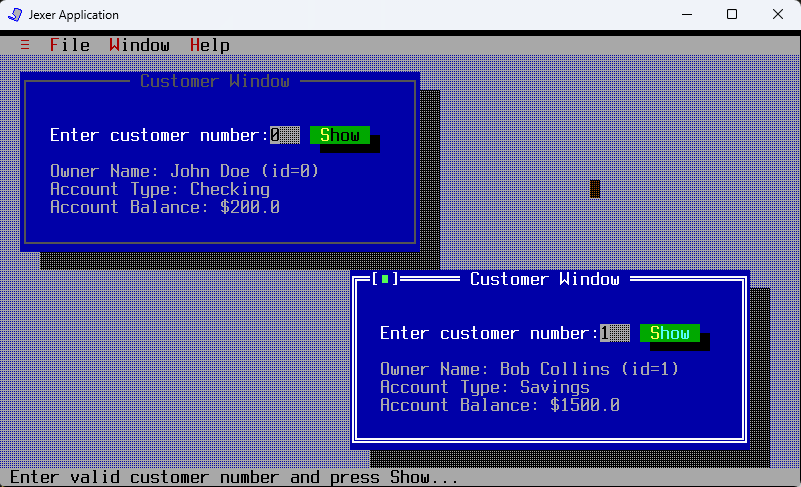 Jexer Application
≡ File Window Help
Customer Window
Enter customer number:0 Show
Owner Name: John Doe (id=0)
Account Type: Checking
Account Balance: $200.0
[■] Customer Window
Enter customer number:1 Show
Owner Name: Bob Collins (id=1)
Account Type: Savings
Account Balance: $1500.0
Enter valid customer number and press Show...